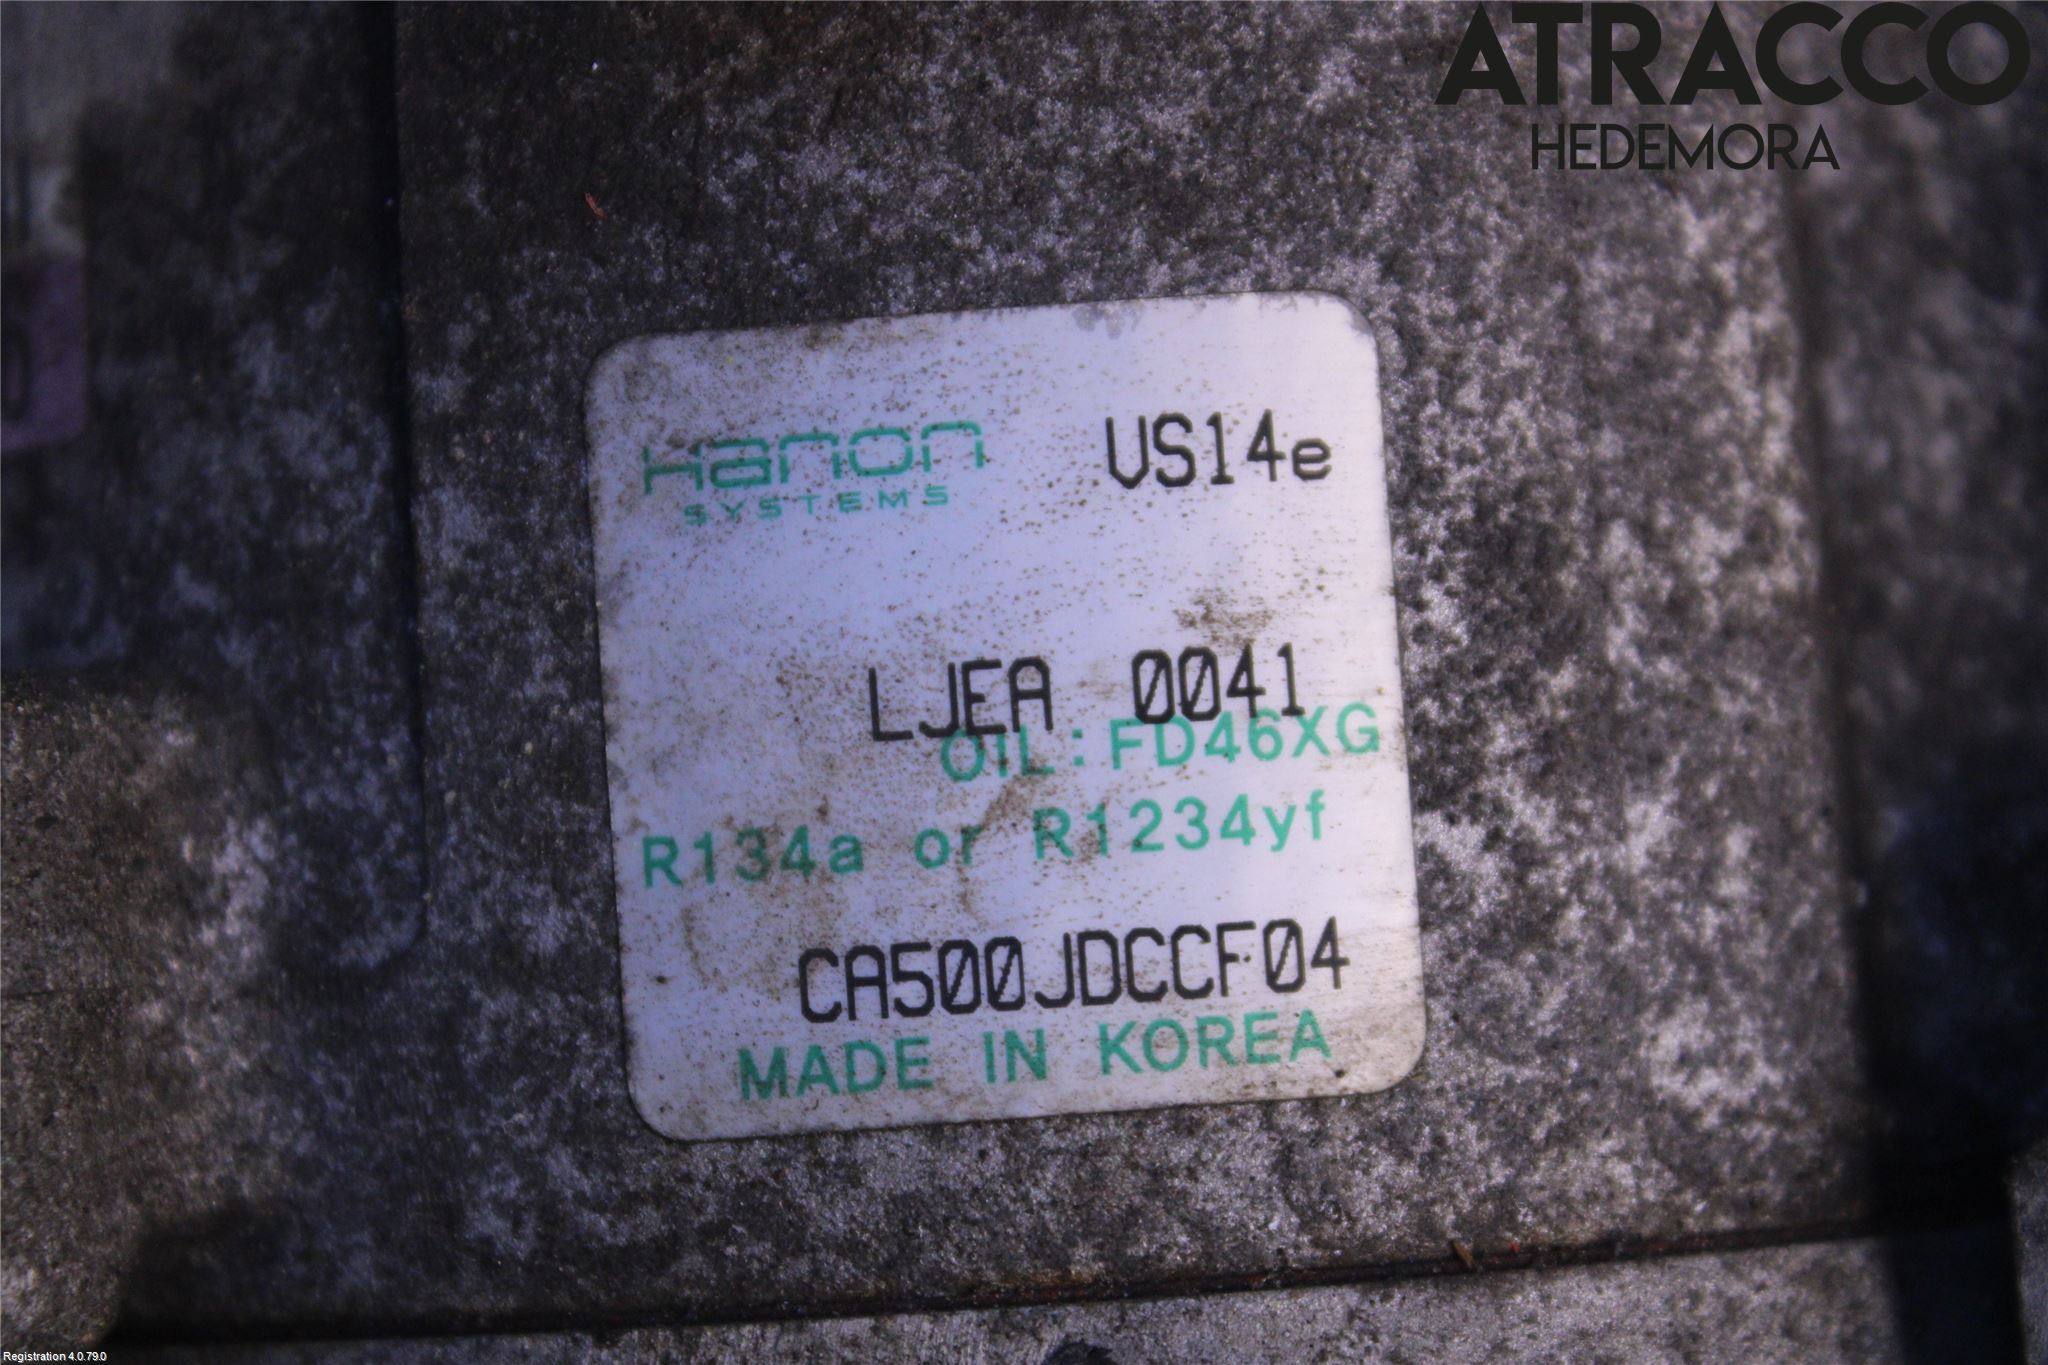 ATRACCO
HEDEMORA
Hanon VS14e
SYSTEMS
LJEA 0041
OIL: FD46XG
R134a or R1234yf
CA500JDCCF04
MADE IN KOREA
Registration 4.0.79.0